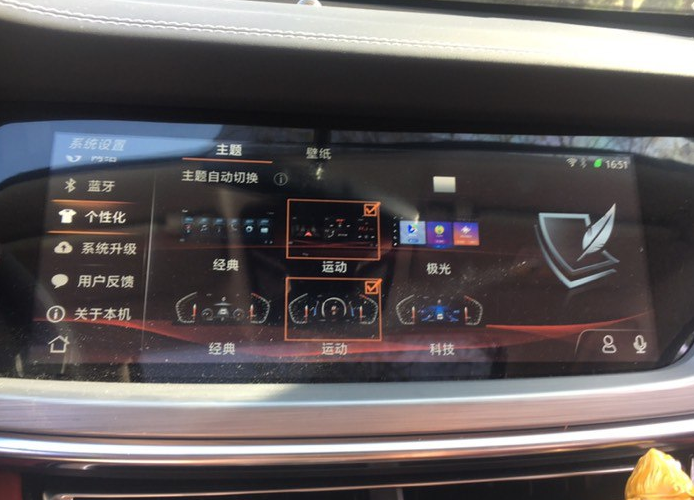 系统设置
主题
壁纸
16:51
主题自动切换
蓝牙
个性化
系统升级
用户反馈
关于本机
经典
运动
极光
经典
运动
科技